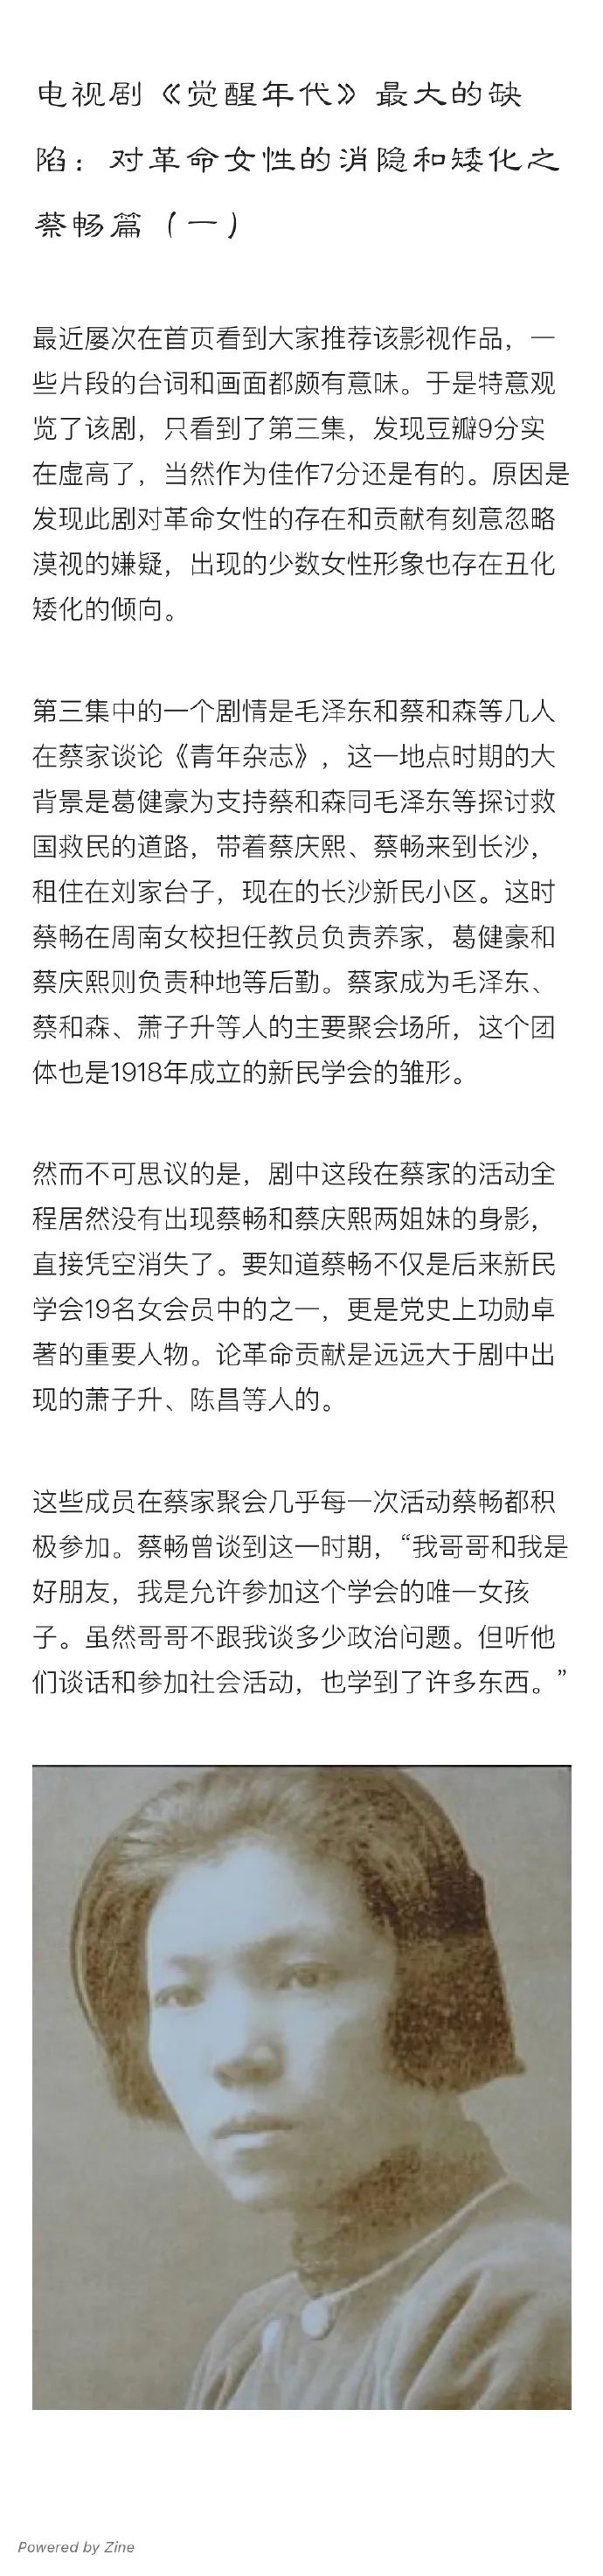 电视剧《觉醒年代》最大的缺
陷：对革命女性的消隐和矮化之
蔡畅篇（一）
最近屡次在首页看到大家推荐该影视作品，一
些片段的台词和画面都颇有意味。于是特意观
览了该剧，只看到了第三集，发现豆瓣9分实
在虚高了，当然作为佳作7分还是有的。原因是
发现此剧对革命女性的存在和贡献有刻意忽略
漠视的嫌疑，出现的少数女性形象也存在丑化
矮化的倾向。
第三集中的一个剧情是毛泽东和蔡和森等几人
在蔡家谈论《青年杂志》，这一地点时期的大
背景是葛健豪为支持蔡和森同毛泽东等探讨救
国救民的道路，带着蔡庆熙、蔡畅来到长沙，
租住在刘家台子，现在的长沙新民小区。这时
蔡畅在周南女校担任教员负责养家，葛健豪和
蔡庆熙则负责种地等后勤。蔡家成为毛泽东、
蔡和森、萧子升等人的主要聚会场所，这个团
体也是1918年成立的新民学会的雏形。
然而不可思议的是，剧中这段在蔡家的活动全
程居然没有出现蔡畅和蔡庆熙两姐妹的身影，
直接凭空消失了。要知道蔡畅不仅是后来新民
学会19名女会员中的之一，更是党史上功勋卓
著的重要人物。论革命贡献是远远大于剧中出
现的萧子升、陈昌等人的。
这些成员在蔡家聚会几乎每一次活动蔡畅都积
极参加。蔡畅曾谈到这一时期，“我哥哥和我是
好朋友，我是允许参加这个学会的唯一女孩
子。虽然哥哥不跟我谈多少政治问题。但听他
们谈话和参加社会活动，也学到了许多东西。”
Powered by Zine